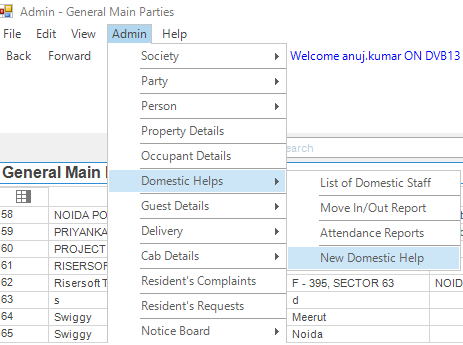 Admin - General Main Parties
File Edit View Admin Help
Back Forward
Welcome anuj.kumar ON DVB13
Society
Party
Person
Property Details
Occupant Details
Domestic Helps
Guest Details
Delivery
Cab Details
Resident's Complaints
Resident's Requests
Notice Board
List of Domestic Staff
Move In/Out Report
Attendance Reports
New Domestic Help
earch
General Main
58 NOIDA PO
59 PRIYANKA
60 PROJECT
61 RISERSOF
62 Risersoft T F - 395, SECTOR 63 NOID
63 s d
64 Swiggy Meerut
65 Swiggy Noida